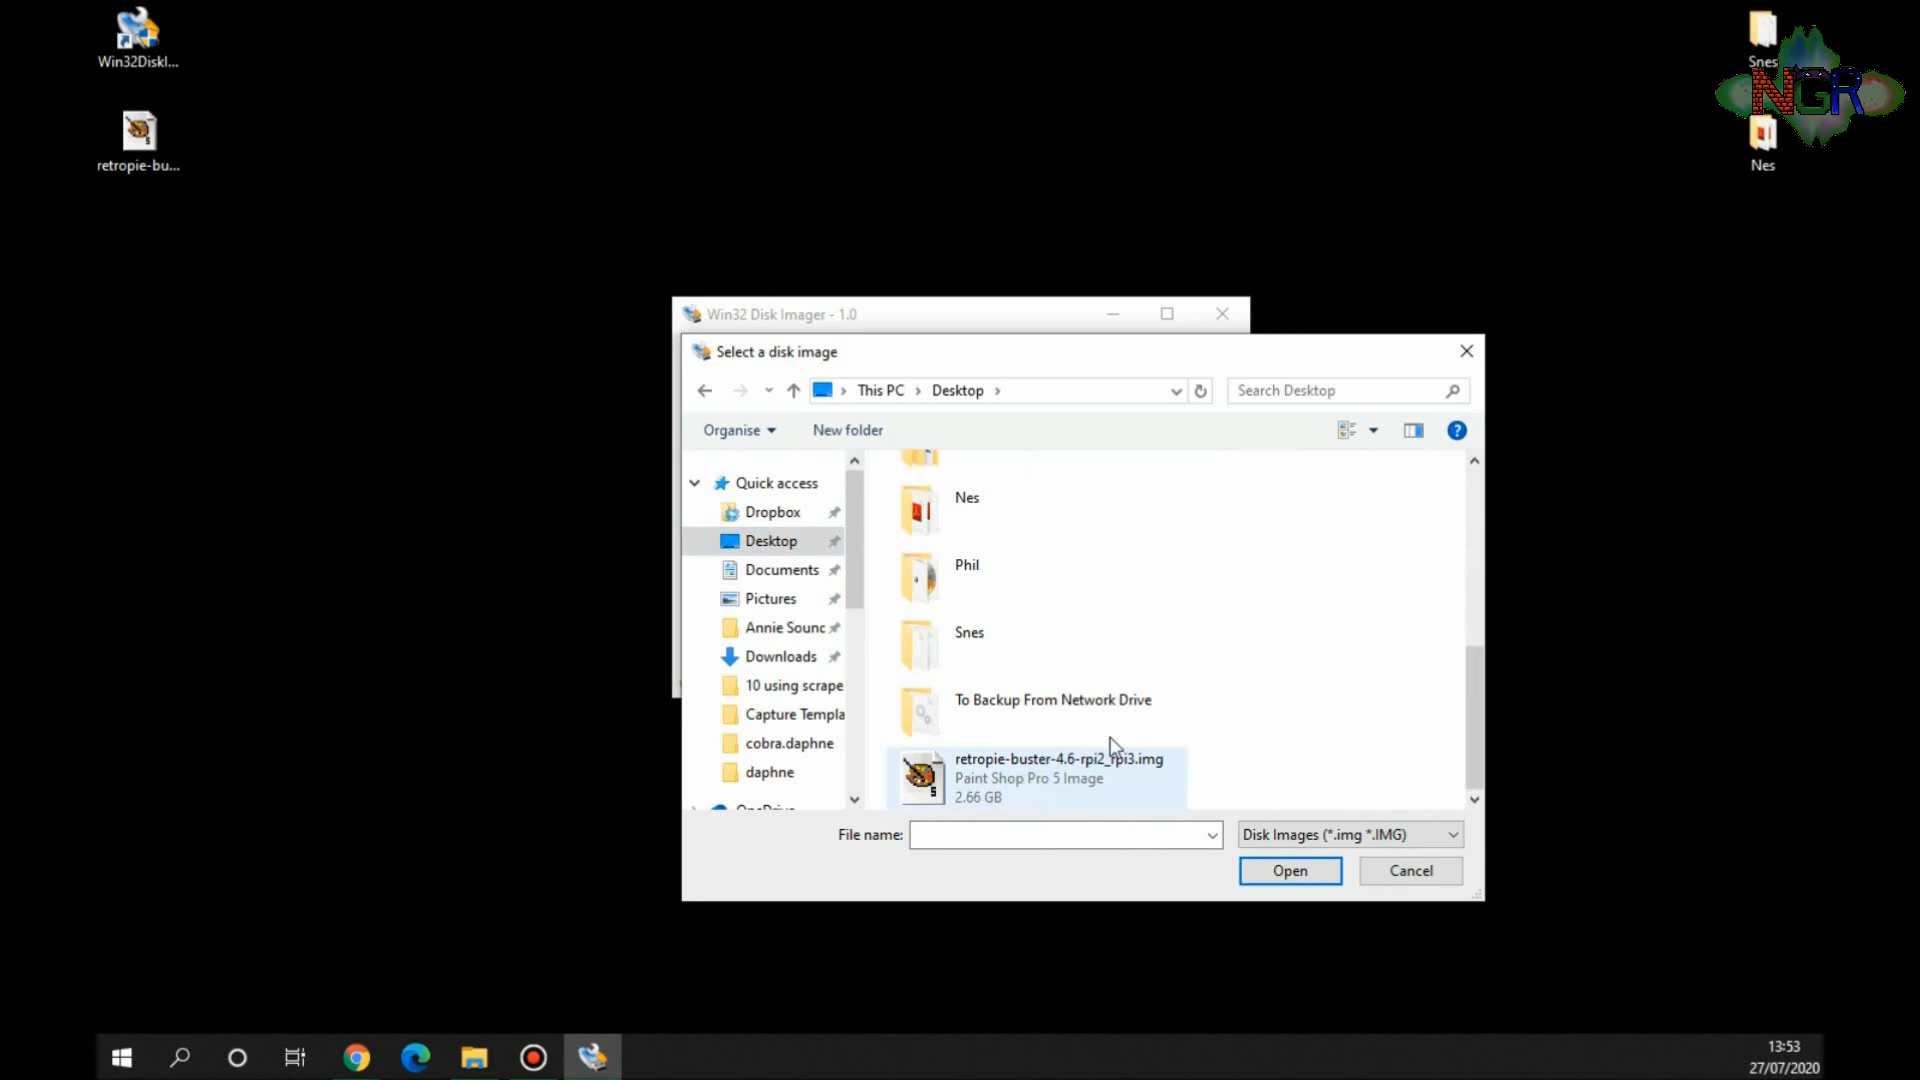 Win32DiskI...
retropie-bu...
Snes
NGR
Nes
Win32 Disk Imager - 1.0
Select a disk image
This PC
Desktop
Search Desktop
Organise
New folder
Quick access
Dropbox
Desktop
Documents
Pictures
Annie Sounc
Downloads
10 using scrape
Capture Templa
cobra.daphne
daphne
OneDrive
Nes
Phil
Snes
To Backup From Network Drive
retropie-buster-4.6-rpi2_rpi3.img
Paint Shop Pro 5 Image
2.66 GB
File name:
Disk Images (*.img *.IMG)
Open
Cancel
13:53
27/07/2020